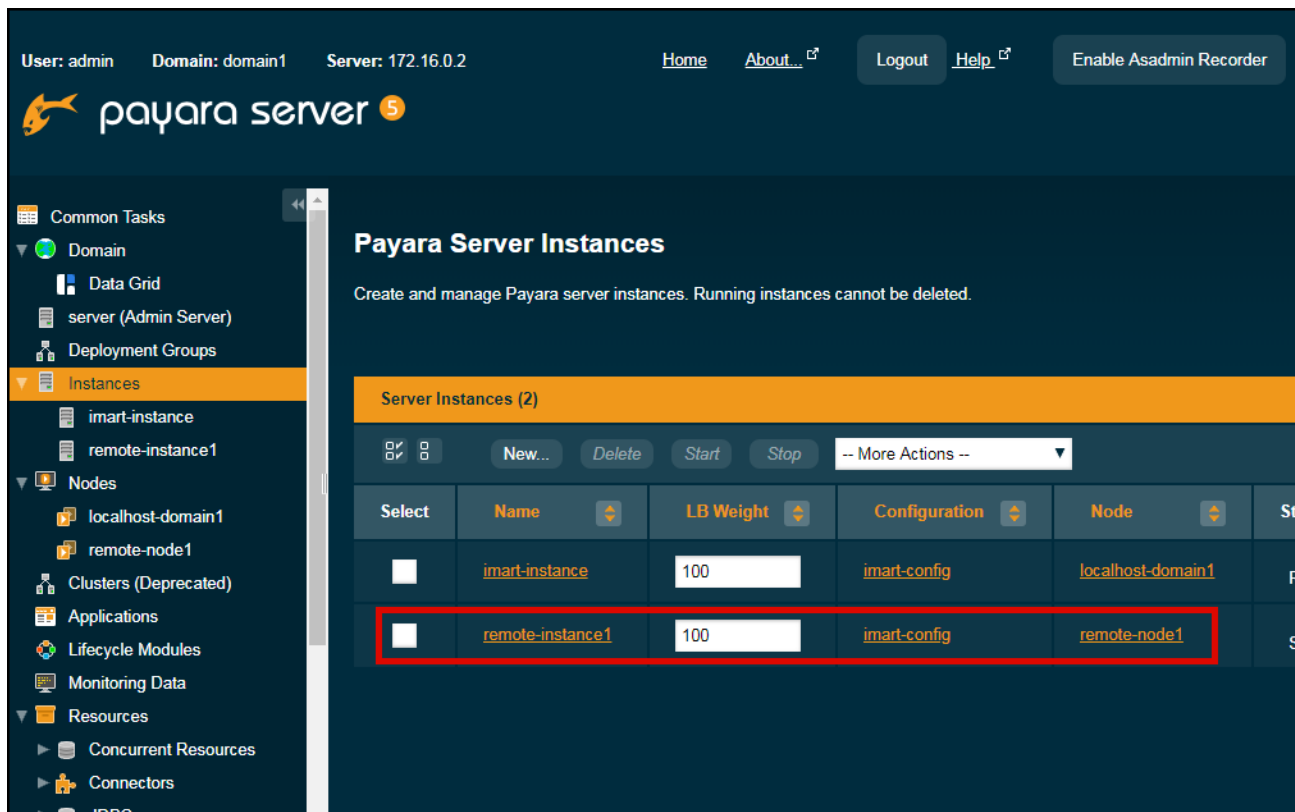 User: admin Domain: domain1 Server: 172.16.0.2 Home About... Logout Help Enable Asadmin Recorder
payara server 5
Common Tasks
Domain
Data Grid
server (Admin Server)
Deployment Groups
Instances
imart-instance
remote-instance1
Nodes
localhost-domain1
remote-node1
Clusters (Deprecated)
Applications
Lifecycle Modules
Monitoring Data
Resources
Concurrent Resources
Connectors
Payara Server Instances
Create and manage Payara server instances. Running instances cannot be deleted.
Server Instances (2)
New... Delete Start Stop -- More Actions --
Select Name LB Weight Configuration Node
imart-instance 100 imart-config localhost-domain1
remote-instance1 100 imart-config remote-node1